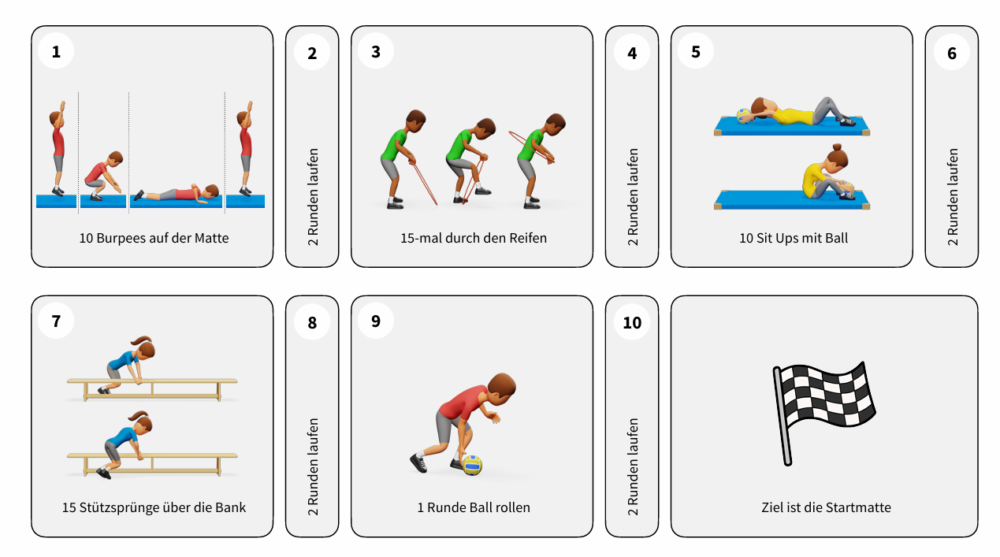 1
10 Burpees auf der Matte
2
2 Runden laufen
3
15-mal durch den Reifen
4
2 Runden laufen
5
10 Sit Ups mit Ball
6
2 Runden laufen
7
15 Stützsprünge über die Bank
8
2 Runden laufen
9
1 Runde Ball rollen
10
2 Runden laufen
Ziel ist die Startmatte